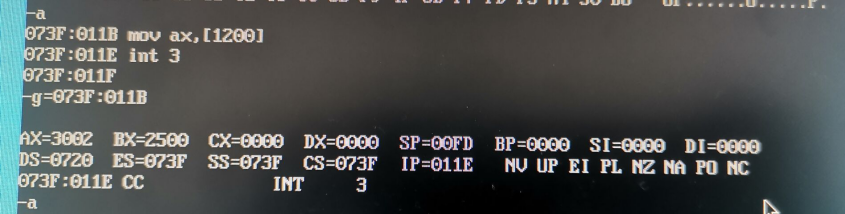 -a
073F:011B mov ax,[1200]
073F:011E int 3
073F:011F
-g=073F:011B
AX=3002 BX=2500 CX=0000 DX=0000 SP=00FD BP=0000 SI=0000 DI=0000
DS=0720 ES=073F SS=073F CS=073F IP=011E NV UP EI PL NZ NA PO NC
073F:011E CC INT 3
-a